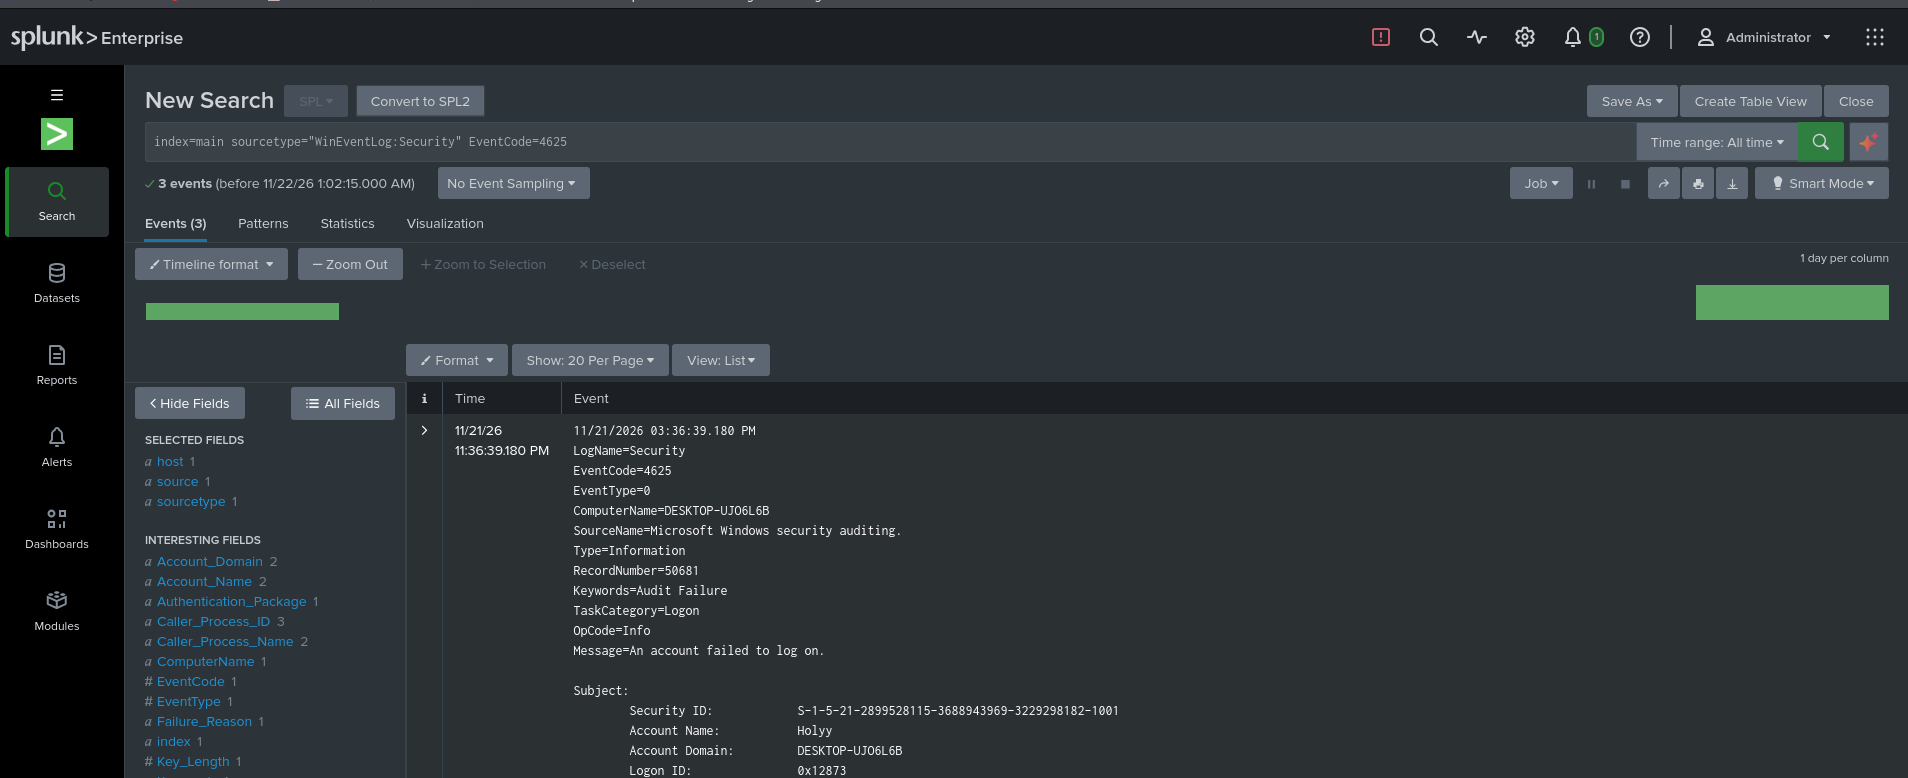 splunk>Enterprise
1
Administrator
New Search
SPL
Convert to SPL2
Save As
Create Table View
Close
index=main sourcetype="WinEventLog:Security" EventCode=4625
Time range: All time
3 events (before 11/22/26 1:02:15.000 AM)
No Event Sampling
Job
Smart Mode
Search
Datasets
Reports
Alerts
Dashboards
Modules
Events (3)
Patterns
Statistics
Visualization
Timeline format
Zoom Out
Zoom to Selection
Deselect
1 day per column
Format
Show: 20 Per Page
View: List
Hide Fields
All Fields
SELECTED FIELDS
a host 1
a source 1
a sourcetype 1
INTERESTING FIELDS
a Account_Domain 2
a Account_Name 2
a Authentication_Package 1
a Caller_Process_ID 3
a Caller_Process_Name 2
a ComputerName 1
# EventCode 1
# EventType 1
a Failure_Reason 1
a index 1
# Key_Length 1
i
Time
Event
11/21/26
11:36:39.180 PM
11/21/2026 03:36:39.180 PM
LogName=Security
EventCode=4625
EventType=0
ComputerName=DESKTOP-UJO6L6B
SourceName=Microsoft Windows security auditing.
Type=Information
RecordNumber=50681
Keywords=Audit Failure
TaskCategory=Logon
OpCode=Info
Message=An account failed to log on.
Subject:
Security ID: S-1-5-21-2899528115-3688943969-3229298182-1001
Account Name: Holyy
Account Domain: DESKTOP-UJO6L6B
Logon ID: 0x12873